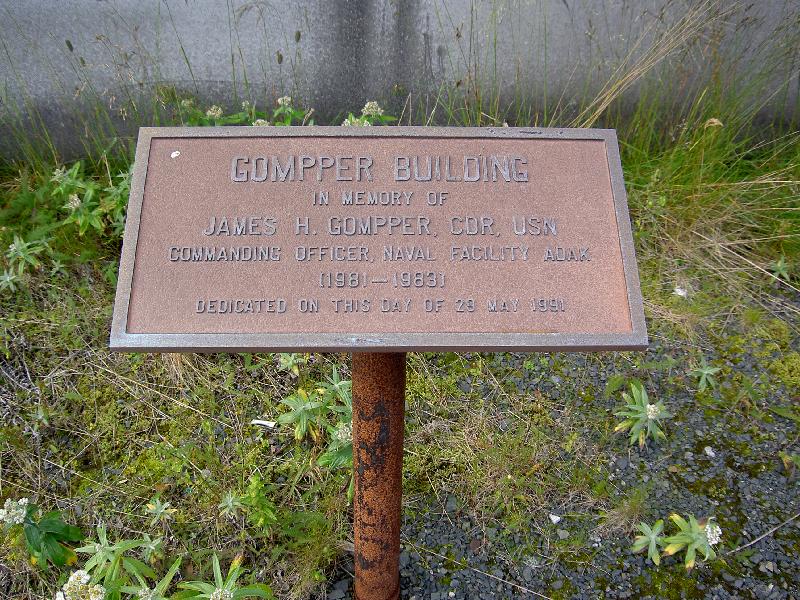 GOMPPER BUILDING
IN MEMORY OF
JAMES H. GOMPPER, CDR, USN
COMMANDING OFFICER, NAVAL FACILITY ADAK
(1981—1983)
DEDICATED ON THIS DAY OF 29 MAY 1991